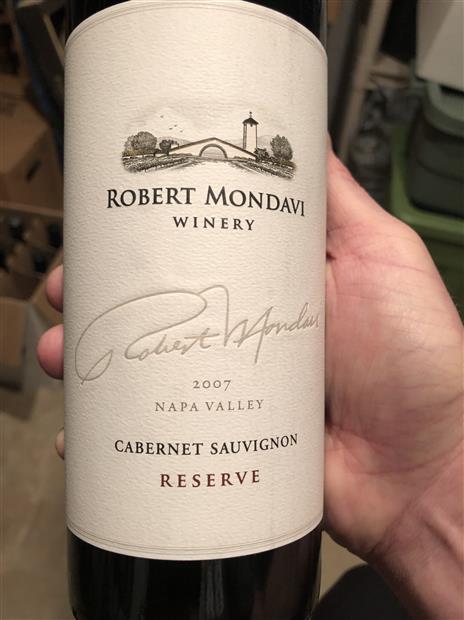 ROBERT MONDAVI
WINERY
Robert Mondavi
2007
NAPA VALLEY
CABERNET SAUVIGNON
RESERVE